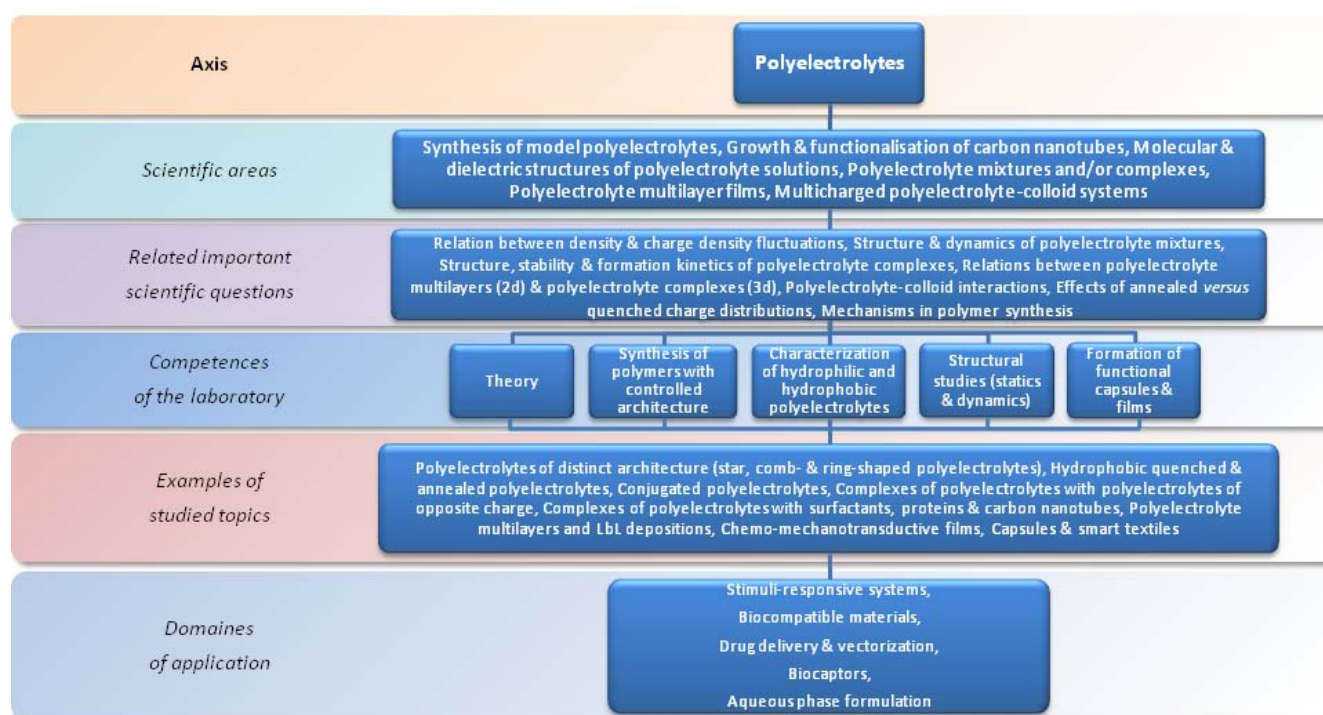 Axis
Polyelectrolytes
Scientific areas
Synthesis of model polyelectrolytes, Growth & functionalisation of carbon nanotubes, Molecular &
dielectric structures of polyelectrolyte solutions, Polyelectrolyte mixtures and/or complexes,
Polyelectrolyte multilayer films, Multicharged polyelectrolyte-colloid systems
Related important
scientific questions
Relation between density & charge density fluctuations, Structure & dynamics of polyelectrolyte mixtures,
Structure, stability & formation kinetics of polyelectrolyte complexes, Relations between polyelectrolyte
multilayers (2d) & polyelectrolyte complexes (3d), Polyelectrolyte-colloid interactions, Effects of annealed versus
quenched charge distributions, Mechanisms in polymer synthesis
Competences
of the laboratory
Theory
Synthesis of
polymers with
controlled
architecture
Characterization
of hydrophilic and
hydrophobic
polyelectrolytes
Structural
studies (statics
& dynamics)
Formation of
functional
capsules &
films
Examples of
studied topics
Polyelectrolytes of distinct architecture (star, comb- & ring-shaped polyelectrolytes), Hydrophobic quenched &
annealed polyelectrolytes, Conjugated polyelectrolytes, Complexes of polyelectrolytes with polyelectrolytes of
opposite charge, Complexes of polyelectrolytes with surfactants, proteins & carbon nanotubes, Polyelectrolyte
multilayers and LbL depositions, Chemo-mechanotransductive films, Capsules & smart textiles
Domaines
of application
Stimuli-responsive systems,
Biocompatible materials,
Drug delivery & vectorization,
Biocaptors,
Aqueous phase formulation